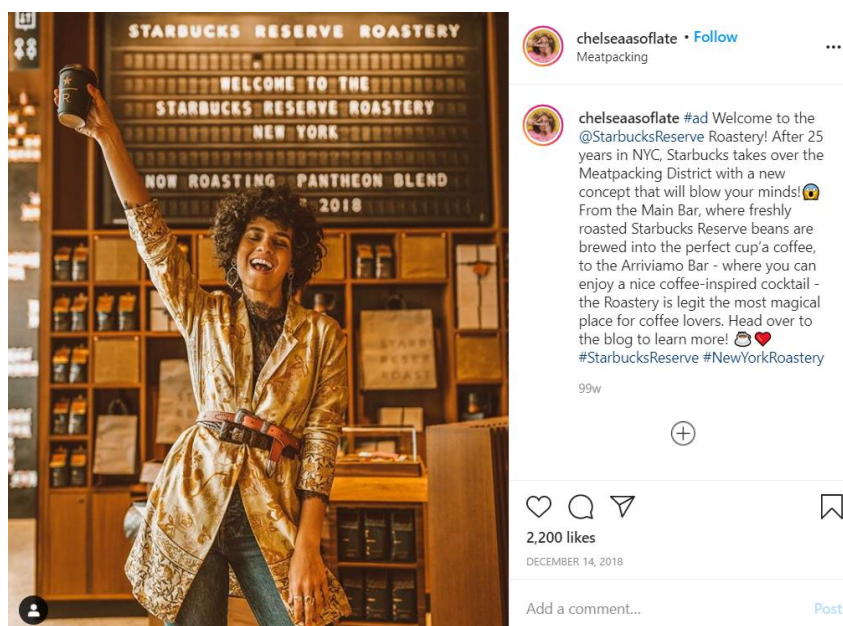 STARBUCKS RESERVE ROASTERY
WELCOME TO THE
STARBUCKS RESERVE ROASTERY
NEW YORK
NOW ROASTING PANTHEON BLEND
2018
R
STARB
RESER
ROAST
chelseaasoflate • Follow
Meatpacking
chelseaasoflate #ad Welcome to the
@StarbucksReserve Roastery! After 25
years in NYC, Starbucks takes over the
Meatpacking District with a new
concept that will blow your minds!😱
From the Main Bar, where freshly
roasted Starbucks Reserve beans are
brewed into the perfect cup’a coffee,
to the Arriviamo Bar - where you can
enjoy a nice coffee-inspired cocktail -
the Roastery is legit the most magical
place for coffee lovers. Head over to
the blog to learn more! ☕❤️
#StarbucksReserve #NewYorkRoastery
99w
2,200 likes
DECEMBER 14, 2018
Add a comment...
Post